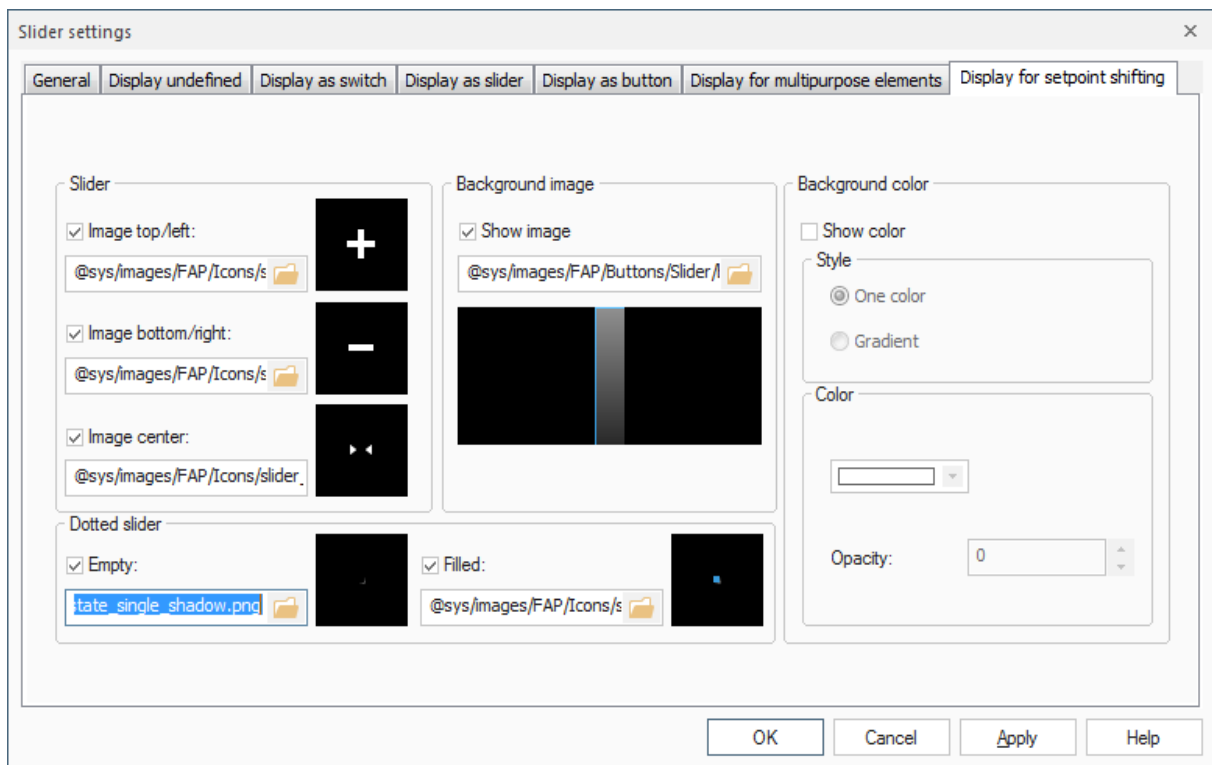 Slider settings
General Display undefined Display as switch Display as slider Display as button Display for multipurpose elements Display for setpoint shifting
Slider
Image top/left:
@sys/images/FAP/Icons/s
Image bottom/right:
@sys/images/FAP/Icons/s
Image center:
@sys/images/FAP/Icons/slider_
Background image
Show image
@sys/images/FAP/Buttons/Slider/
Background color
Show color
Style
One color
Gradient
Color
Opacity: 0
Dotted slider
Empty:
state_single_shadow.png
Filled:
@sys/images/FAP/Icons/s
OK Cancel Apply Help